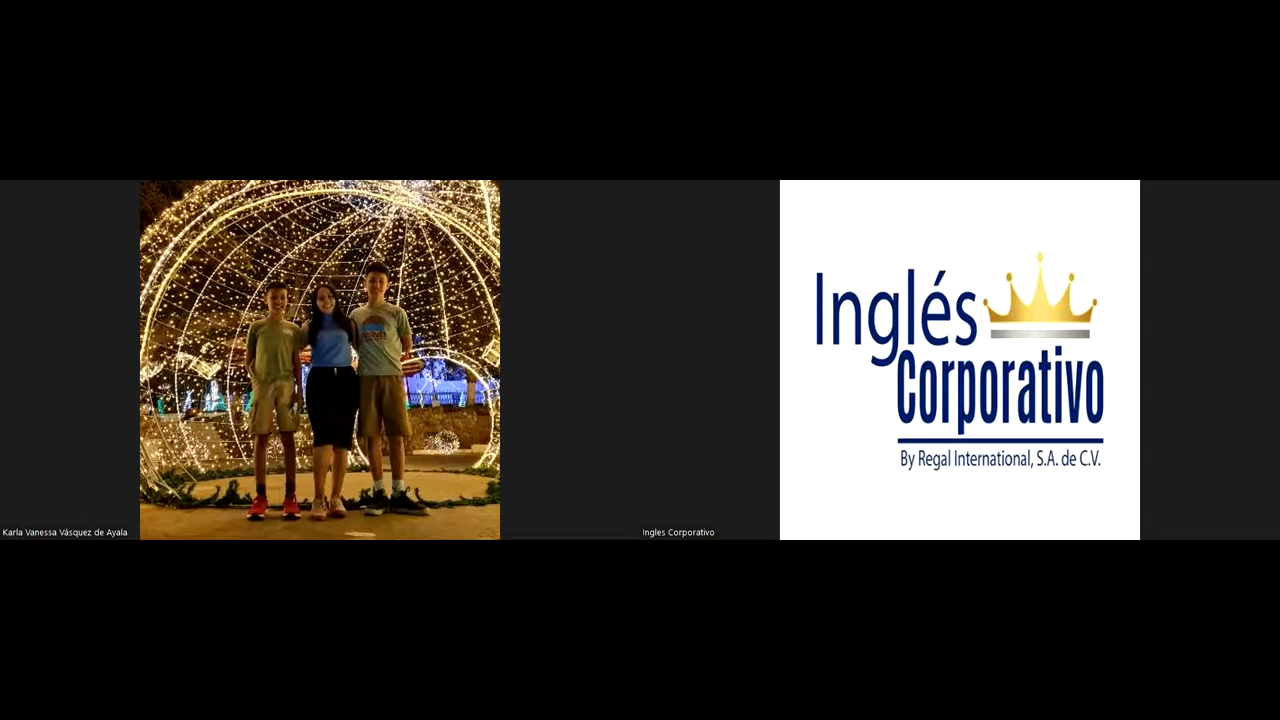 Karla Vanessa Vásquez de Ayala
Ingles Corporativo
Inglés
Corporativo
By Regal International, S.A. de C.V.